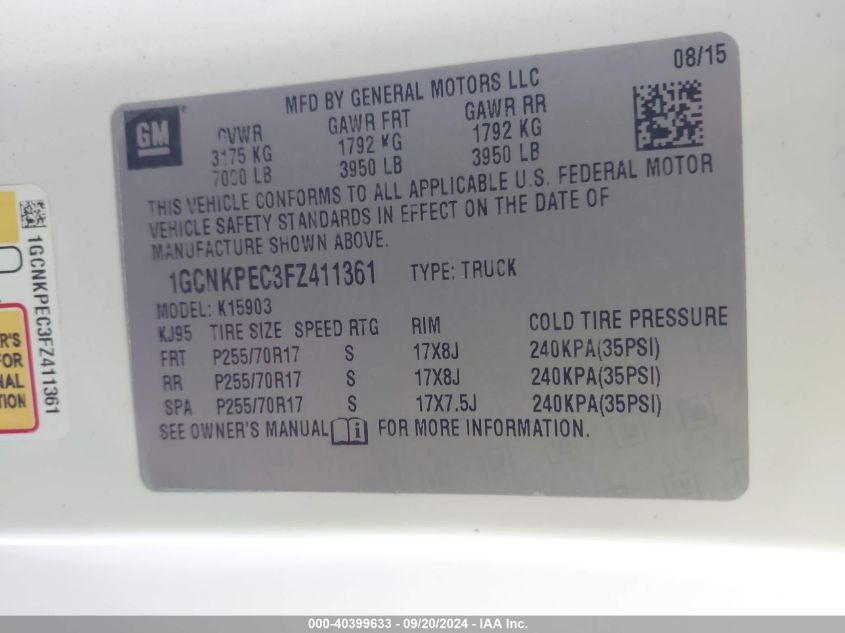 08/15
MFD BY GENERAL MOTORS LLC
GM
GVWR GAWR FRT GAWR RR
3175 KG 1792 KG 1792 KG
7000 LB 3950 LB 3950 LB
THIS VEHICLE CONFORMS TO ALL APPLICABLE U.S. FEDERAL MOTOR
VEHICLE SAFETY STANDARDS IN EFFECT ON THE DATE OF
MANUFACTURE SHOWN ABOVE.
1GCNKPEC3FZ411361 TYPE: TRUCK
MODEL: K15903
KJ95 TIRE SIZE SPEED RTG RIM COLD TIRE PRESSURE
FRT P255/70R17 S 17X8J 240KPA(35PSI)
RR P255/70R17 S 17X8J 240KPA(35PSI)
SPA P255/70R17 S 17X7.5J 240KPA(35PSI)
SEE OWNER'S MANUAL i FOR MORE INFORMATION.
1GCNKPEC3FZ411361
R'S
FOR
NAL
TION
000-40399633 - 09/20/2024 - IAA Inc.